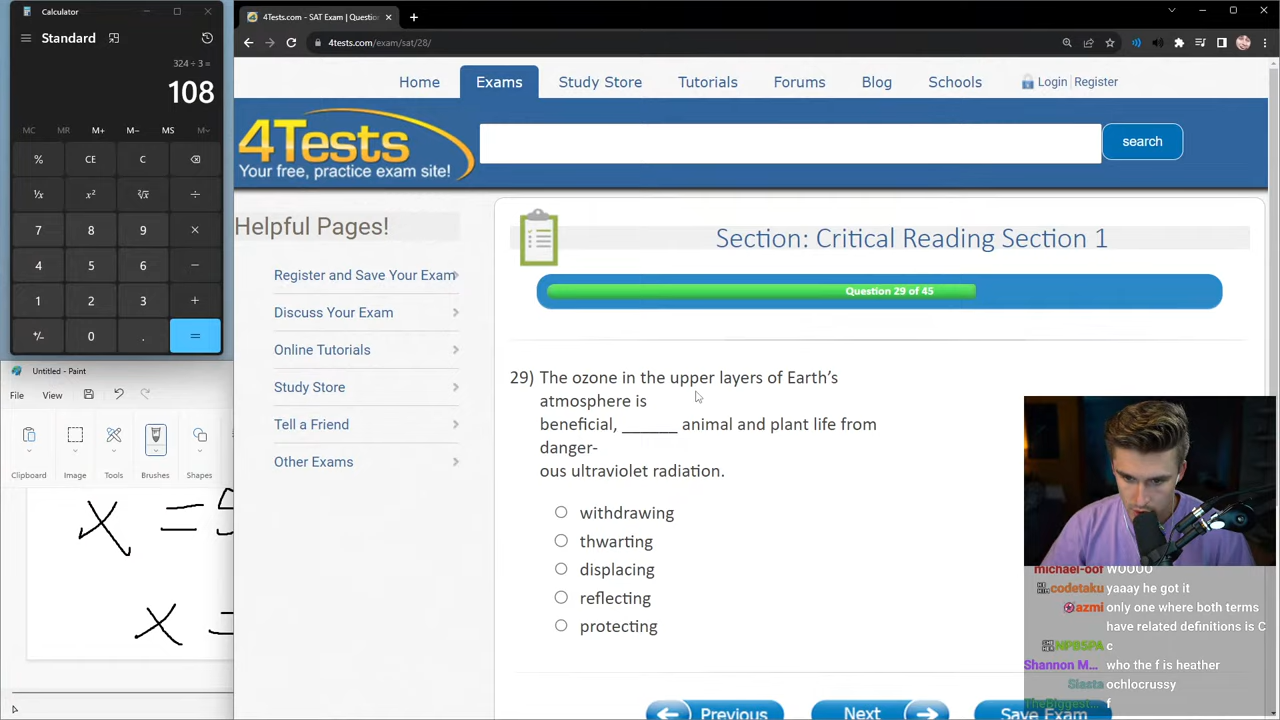 Calculator
Standard
324 ÷ 3 =
108
MC MR M+ M− MS M˅
% CE C
¹/x x² ²√x ÷
7 8 9 ×
4 5 6 −
1 2 3 +
+/− 0 . =
Untitled - Paint
File View
Clipboard Image Tools Brushes Shapes
x = 5
x =
4Tests.com - SAT Exam | Question
4tests.com/exam/sat/28/
Home Exams Study Store Tutorials Forums Blog Schools Login | Register
4Tests
Your free, practice exam site!
search
Helpful Pages!
Register and Save Your Exam
Discuss Your Exam
Online Tutorials
Study Store
Tell a Friend
Other Exams
Section: Critical Reading Section 1
Question 29 of 45
29) The ozone in the upper layers of Earth’s
atmosphere is
beneficial, ______ animal and plant life from
danger-
ous ultraviolet radiation.
withdrawing
thwarting
displacing
reflecting
protecting
Previous Next Save Exam
michael-oof WOOOO
codetaku yaaay he got it
azmi only one where both terms
have related definitions is C
NPB5PA c
Shannon M... who the f is heather
Slasta ochlocrussy
TheBiggest... f